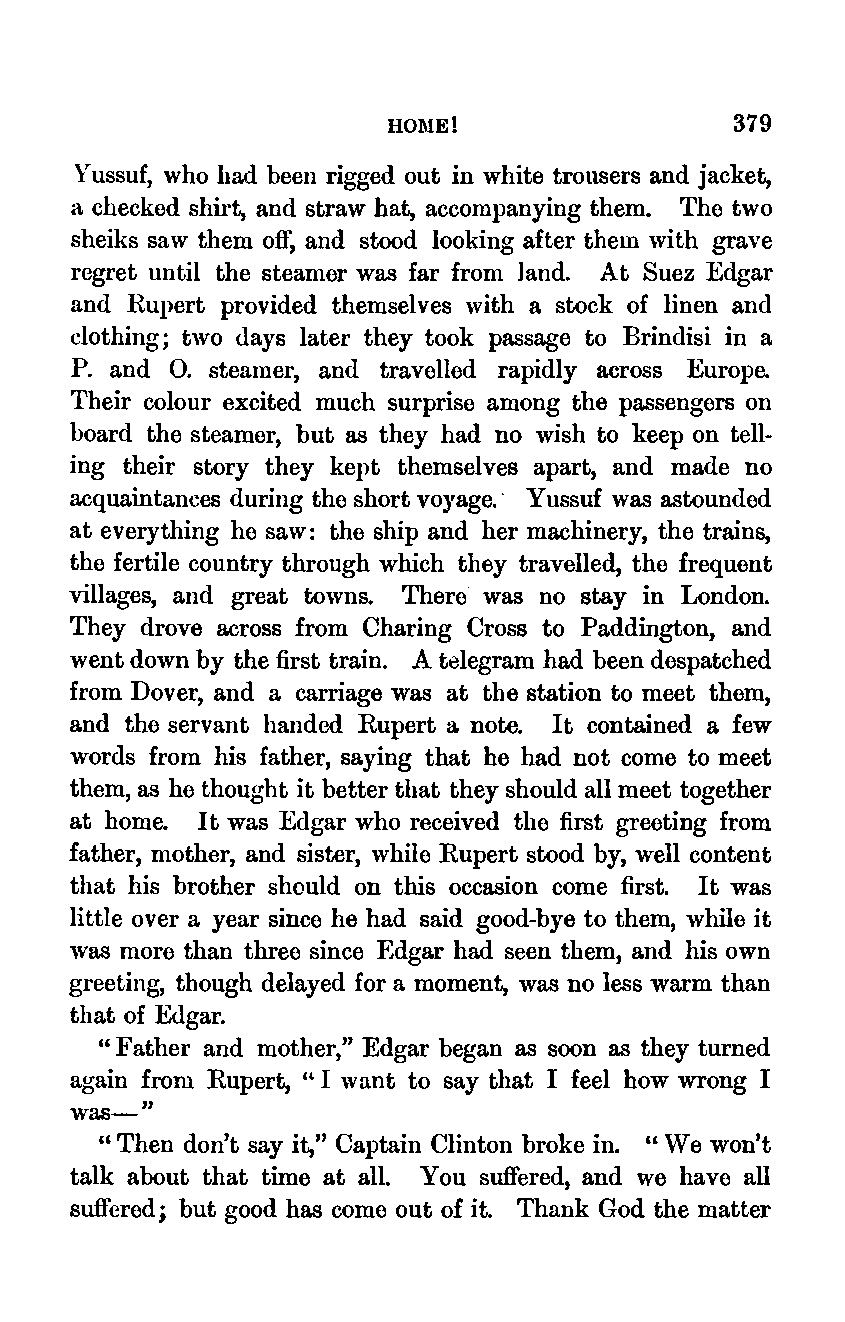 HOME! 379
Yussuf, who had been rigged out in white trousers and jacket,
a checked shirt, and straw hat, accompanying them. The two
sheiks saw them off, and stood looking after them with grave
regret until the steamer was far from land. At Suez Edgar
and Rupert provided themselves with a stock of linen and
clothing; two days later they took passage to Brindisi in a
P. and O. steamer, and travelled rapidly across Europe.
Their colour excited much surprise among the passengers on
board the steamer, but as they had no wish to keep on tell-
ing their story they kept themselves apart, and made no
acquaintances during the short voyage. Yussuf was astounded
at everything he saw: the ship and her machinery, the trains,
the fertile country through which they travelled, the frequent
villages, and great towns. There was no stay in London.
They drove across from Charing Cross to Paddington, and
went down by the first train. A telegram had been despatched
from Dover, and a carriage was at the station to meet them,
and the servant handed Rupert a note. It contained a few
words from his father, saying that he had not come to meet
them, as he thought it better that they should all meet together
at home. It was Edgar who received the first greeting from
father, mother, and sister, while Rupert stood by, well content
that his brother should on this occasion come first. It was
little over a year since he had said good-bye to them, while it
was more than three since Edgar had seen them, and his own
greeting, though delayed for a moment, was no less warm than
that of Edgar.
"Father and mother," Edgar began as soon as they turned
again from Rupert, "I want to say that I feel how wrong I
was—"
"Then don't say it," Captain Clinton broke in. "We won't
talk about that time at all. You suffered, and we have all
suffered; but good has come out of it. Thank God the matter